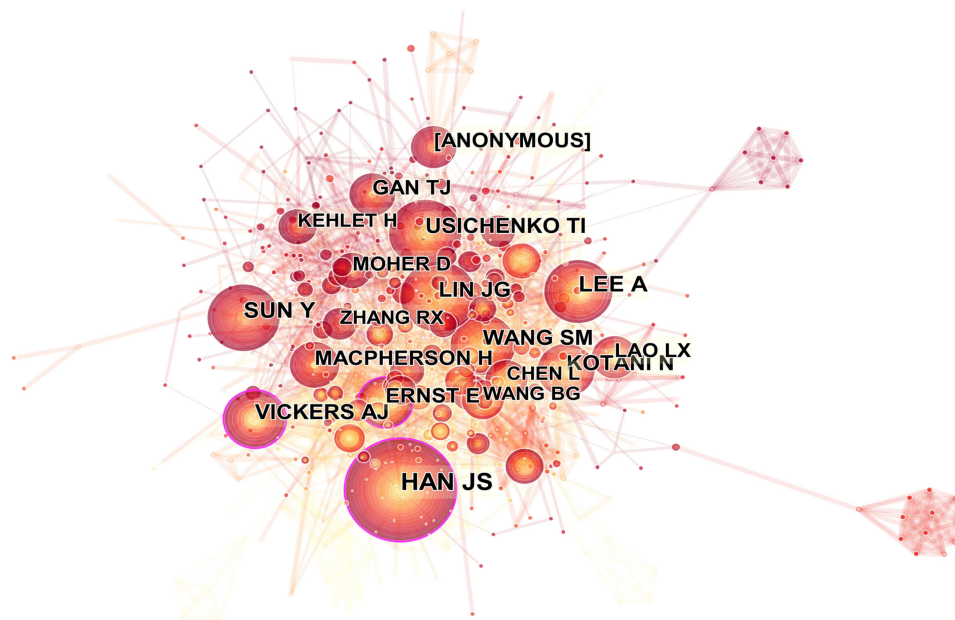 [ANONYMOUS]
GAN TJ
KEHLET H
USICHENKO TI
MOHER D
LIN JG
LEE A
SUN Y
ZHANG RX
WANG SM
MACPHERSON H
LAO LX
KOTANI N
CHEN L
ERNST E
WANG BG
VICKERS AJ
HAN JS